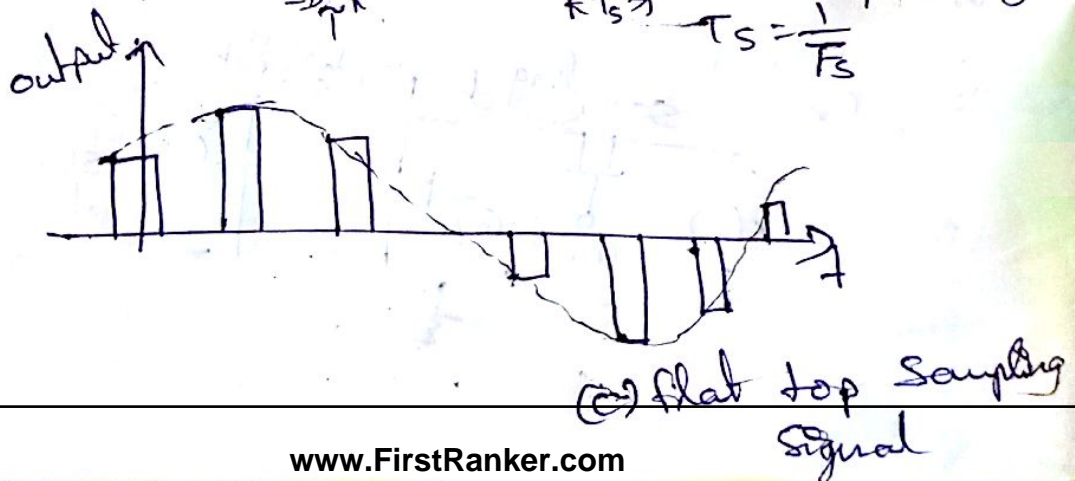 Ts = 1/Fs
output
t
(c) flat top Sampling
Signal
www.FirstRanker.com